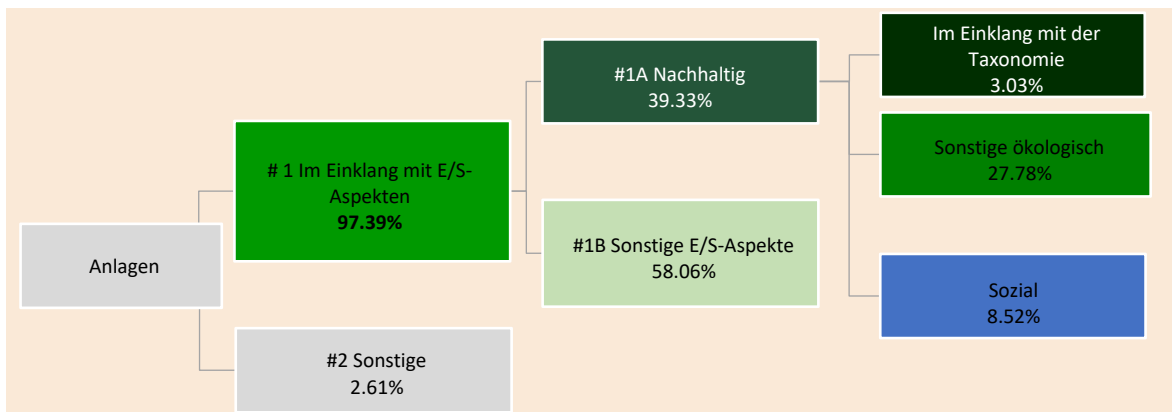 Anlagen
# 1 Im Einklang mit E/S-
Aspekten
97.39%
#2 Sonstige
2.61%
#1A Nachhaltig
39.33%
#1B Sonstige E/S-Aspekte
58.06%
Im Einklang mit der
Taxonomie
3.03%
Sonstige ökologisch
27.78%
Sozial
8.52%